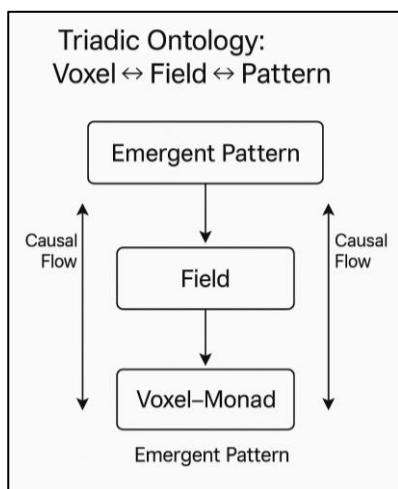 Triadic Ontology:
Voxel ↔ Field ↔ Pattern
Emergent Pattern
Causal
Flow
Causal
Flow
Field
Voxel–Monad
Emergent Pattern